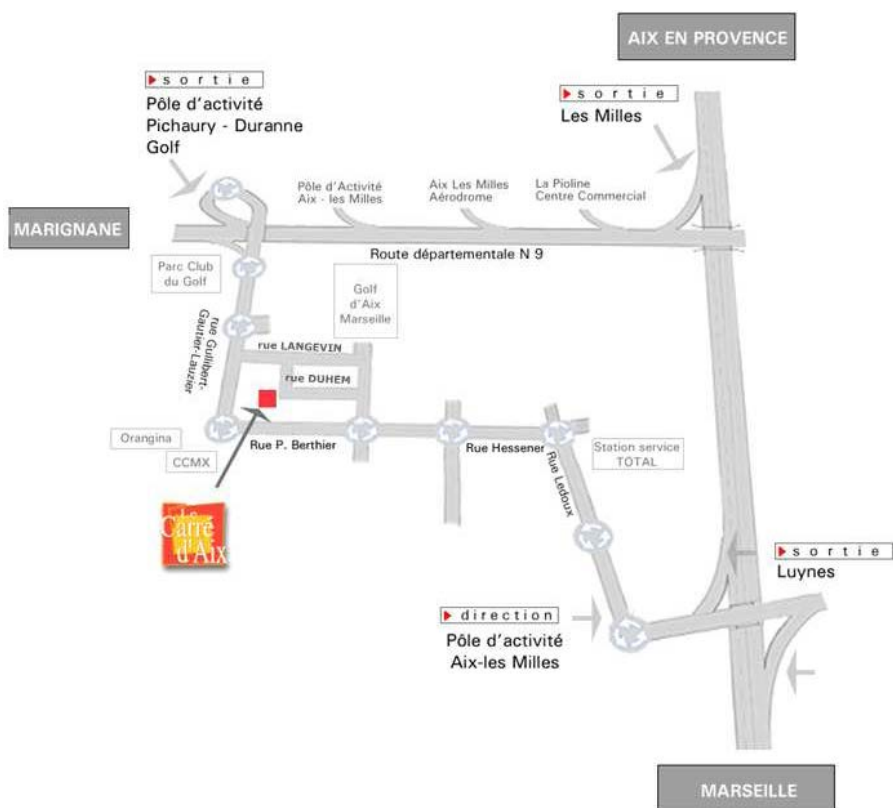 AIX EN PROVENCE
sortie
Pôle d'activité
Pichaury - Duranne
Golf
sortie
Les Milles
MARIGNANE
Pôle d'Activité
Aix - les Milles
Aix Les Milles
Aérodrome
La Pioline
Centre Commercial
Route départementale N 9
Parc Club
du Golf
Golf
d'Aix
Marseille
rue Gullibert-
Gautier-Lauzier
rue LANGEVIN
rue DUHEM
Orangina
CCMX
Rue P. Berthier
Rue Hessener
Rue Ledoux
Station service
TOTAL
Le
Carré
d'Aix
sortie
Luynes
direction
Pôle d'activité
Aix-les Milles
MARSEILLE